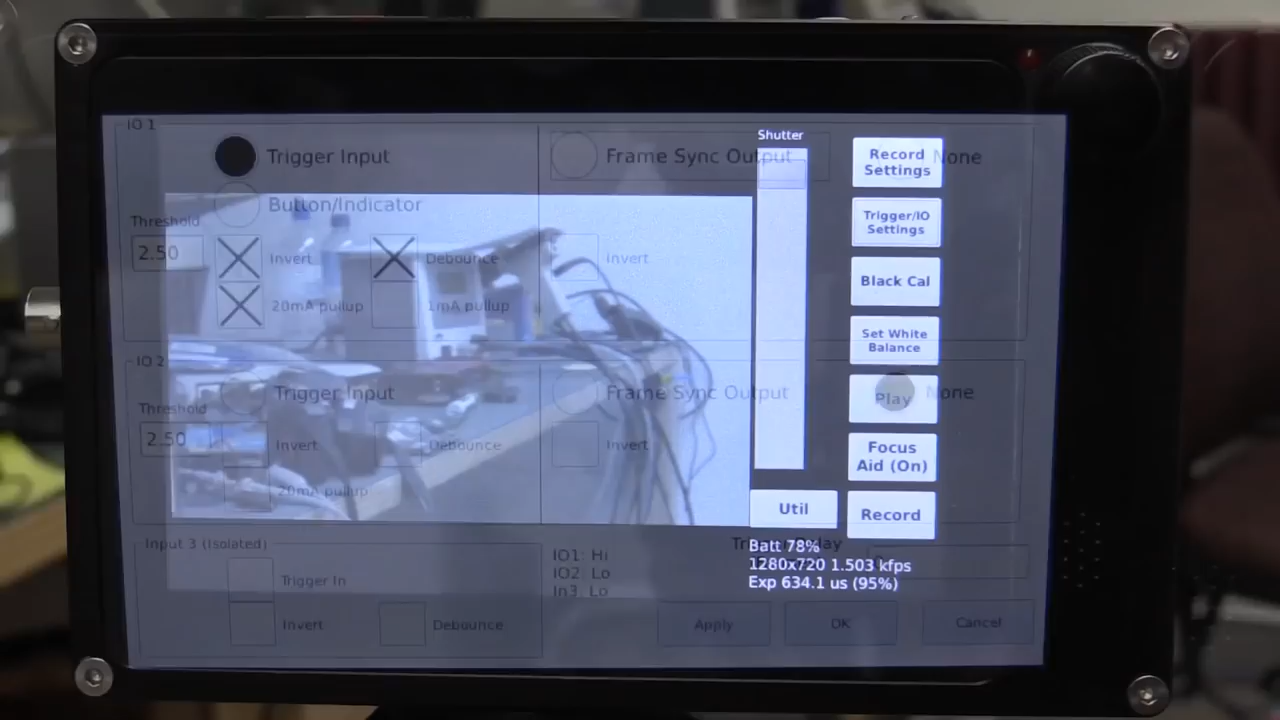 IO 1
Shutter
Trigger Input
Frame Sync Output
None
Record
Settings
Button/Indicator
Threshold
2.50
Invert
Debounce
Invert
Trigger/IO
Settings
20mA pullup
1mA pullup
Black Cal
Set White
Balance
IO 2
Trigger Input
Frame Sync Output
Play
None
Threshold
2.50
Invert
Debounce
Invert
Focus
Aid (On)
20mA pullup
Util
Record
Input 3 (Isolated)
IO1: Hi
IO2: Lo
In3: Lo
Batt 78%
1280x720 1.503 kfps
Exp 634.1 us (95%)
Trigger In
Invert
Debounce
Apply
OK
Cancel